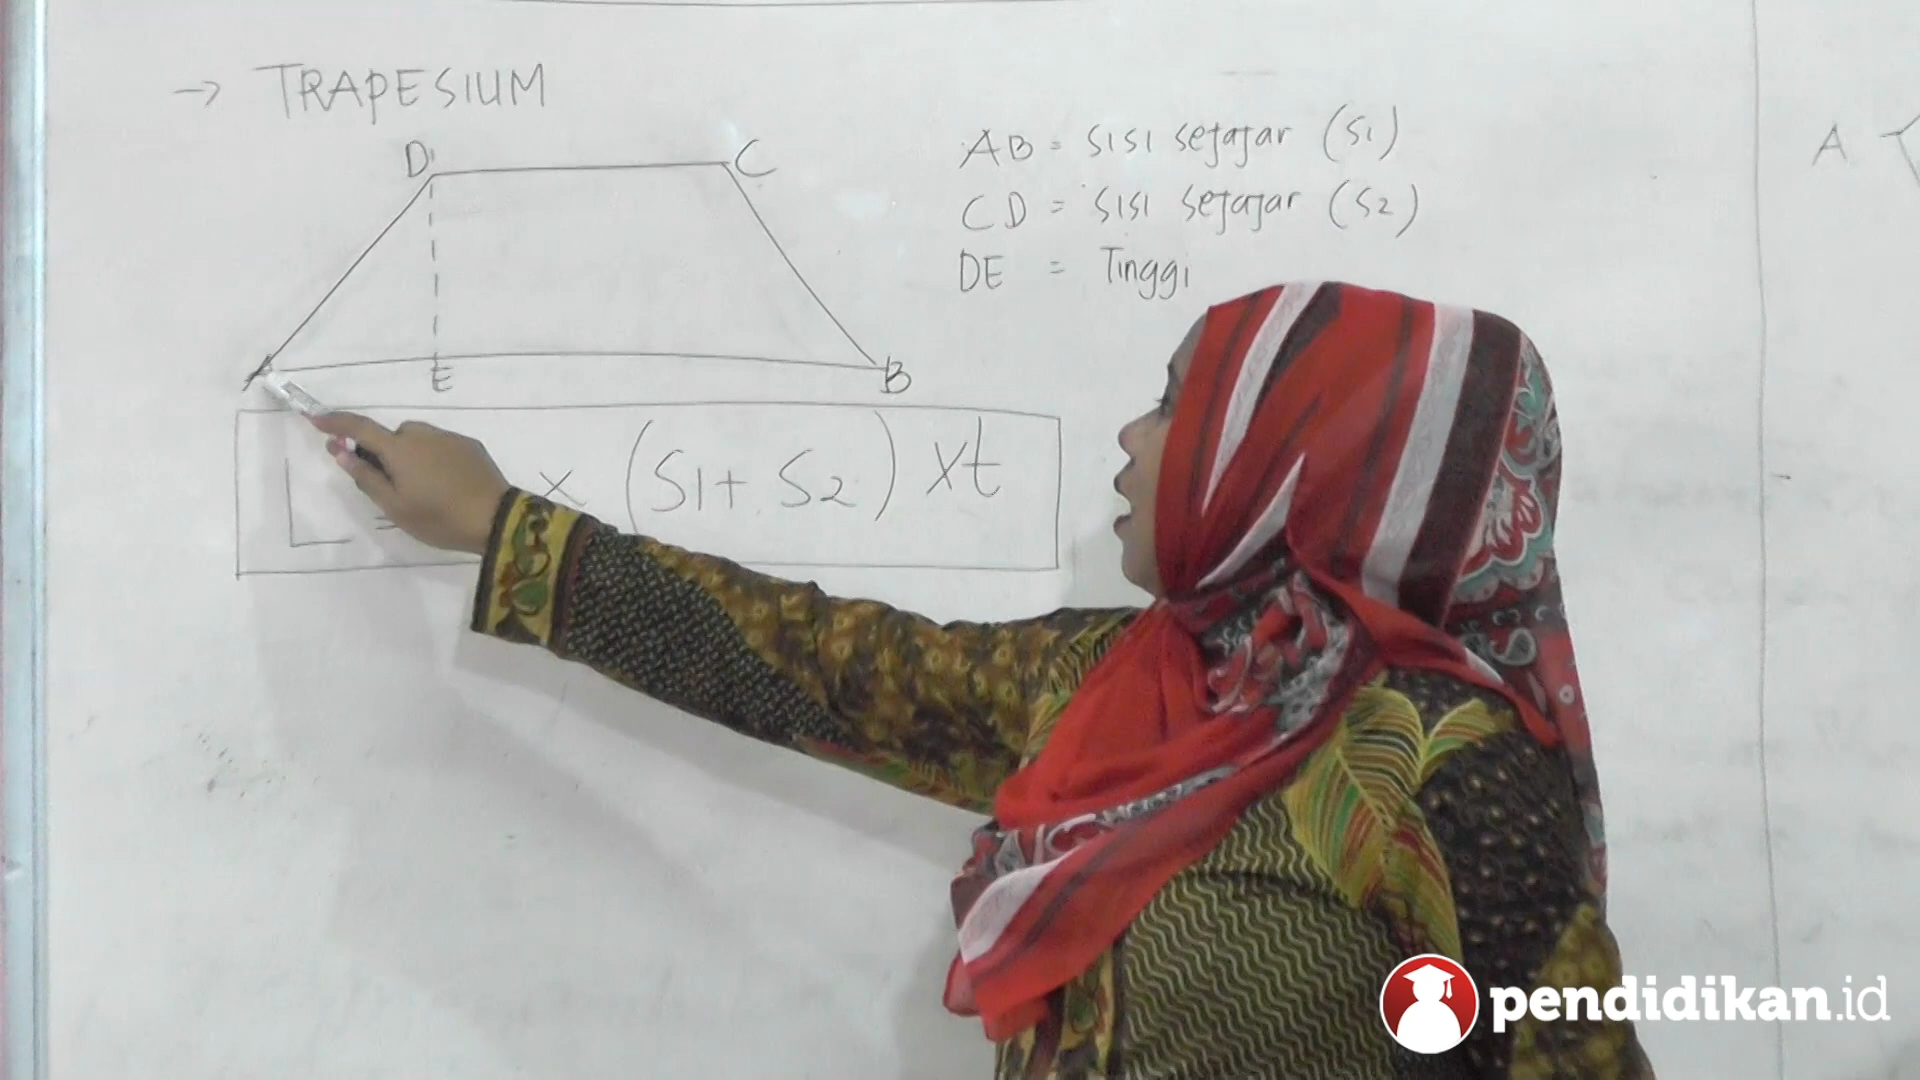 → TRAPESIUM
D C
A E B
AB = sisi sejajar (S1)
CD = sisi sejajar (S2)
DE = Tinggi
L = x (S1 + S2) x t
A
pendidikan.id